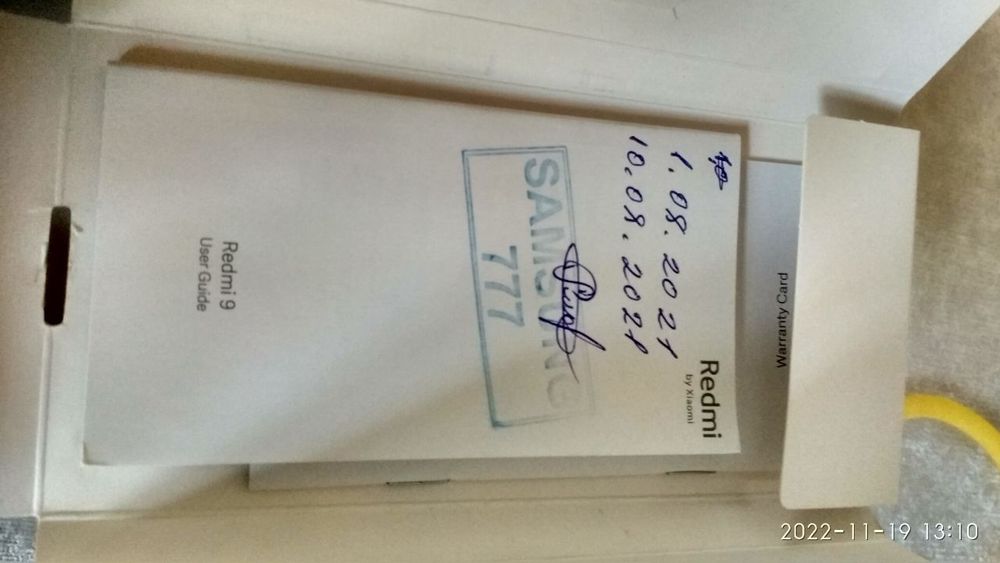 1.08.2021
10.08.2021
Redmi
by Xiaomi
SAMSUNG
777
Redmi 9
User Guide
Warranty Card
2022-11-19 13:10